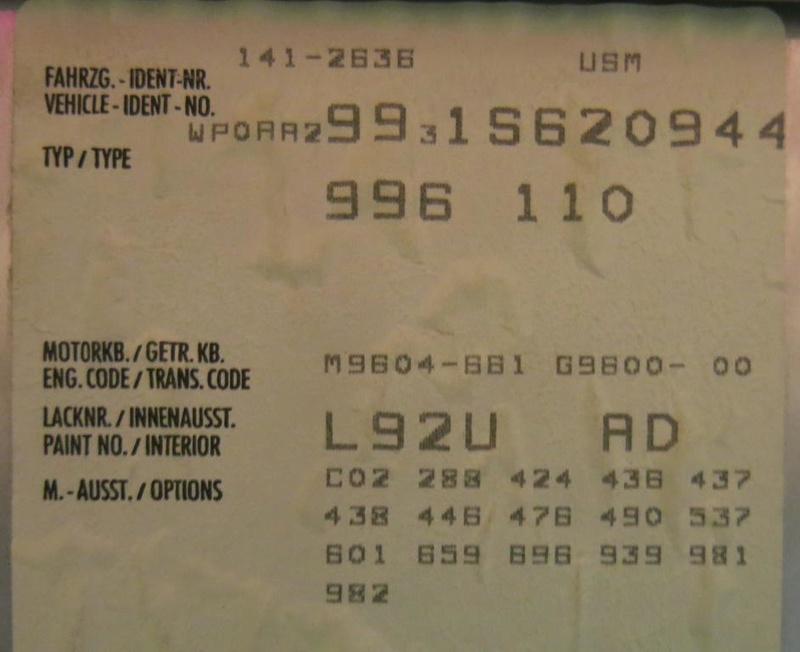 141-2636 USM
FAHRZG.-IDENT-NR.
VEHICLE-IDENT-NO.
WP0AA29931S620944
TYP / TYPE
996 110
MOTORKB. / GETR. KB.
ENG. CODE / TRANS. CODE
M9604-661 G9600- 00
LACKNR. / INNENAUSST.
PAINT NO. / INTERIOR
L92U AD
M.-AUSST. / OPTIONS
C02 288 424 436 437
438 446 476 490 537
601 659 696 939 981
982